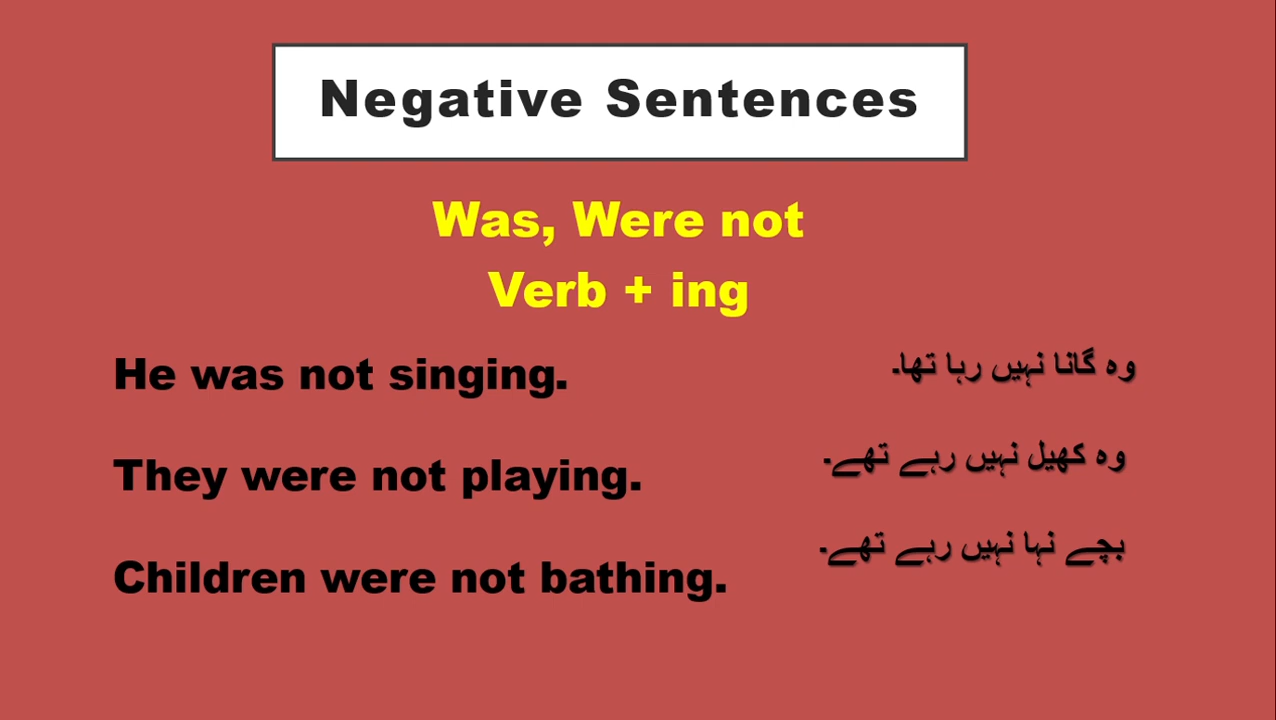 Negative Sentences
Was, Were not
Verb + ing
He was not singing.
وہ گانا نہیں رہا تھا۔
They were not playing.
وہ کھیل نہیں رہے تھے۔
Children were not bathing.
بچے نہا نہیں رہے تھے۔